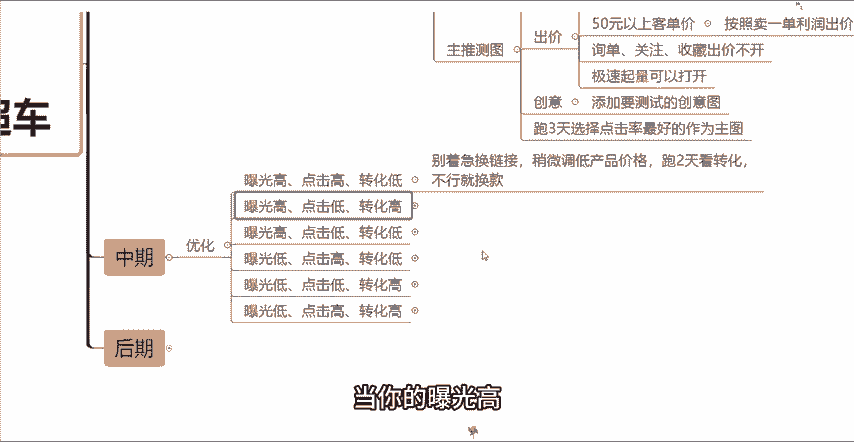 50元以上客单价
按照卖一单利润出价
出价
主推测图
询单、关注、收藏出价不开
极速起量可以打开
创意
添加要测试的创意图
跑3天选择点击率最好的作为主图
超车
别着急换链接，稍微调低产品价格，跑2天看转化，
不行就换款
曝光高、点击高、转化低
曝光高、点击低、转化高
曝光高、点击低、转化低
曝光低、点击高、转化低
曝光低、点击低、转化高
曝光低、点击高、转化高
优化
中期
后期
当你的曝光高